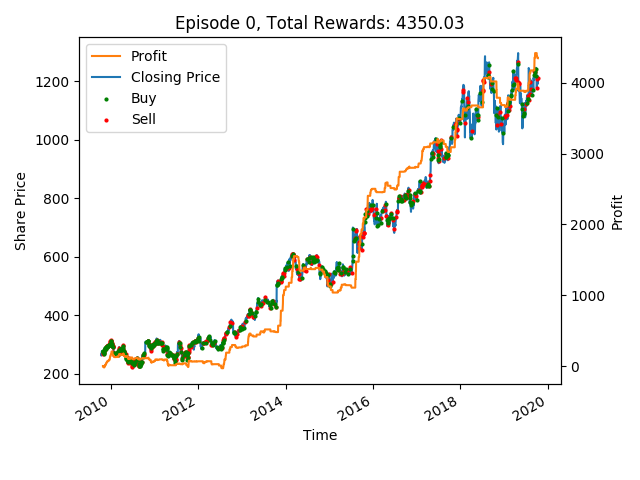 Episode 0, Total Rewards: 4350.03
Profit
Closing Price
Buy
Sell
Share Price
1200
1000
800
600
400
200
4000
3000
2000
1000
0
Profit
2010
2012
2014
2016
2018
2020
Time